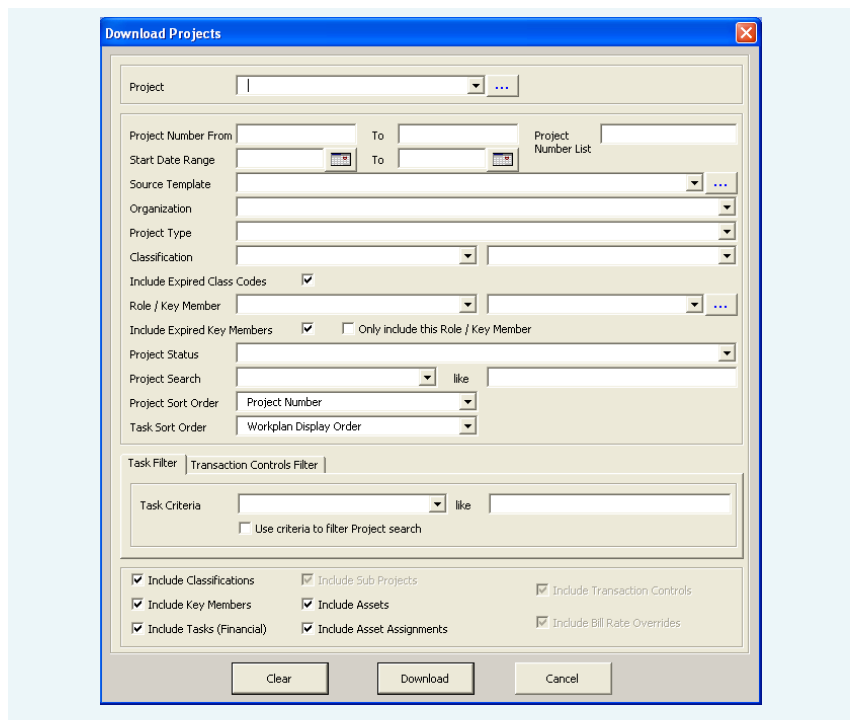 Download Projects
Project ...
Project Number From To Project Number List
Start Date Range To
Source Template ...
Organization
Project Type
Classification
Include Expired Class Codes
Role / Key Member ...
Include Expired Key Members Only include this Role / Key Member
Project Status
Project Search like
Project Sort Order Project Number
Task Sort Order Workplan Display Order
Task Filter Transaction Controls Filter
Task Criteria like
Use criteria to filter Project search
Include Classifications Include Sub Projects Include Transaction Controls
Include Key Members Include Assets
Include Tasks (Financial) Include Asset Assignments Include Bill Rate Overrides
Clear Download Cancel